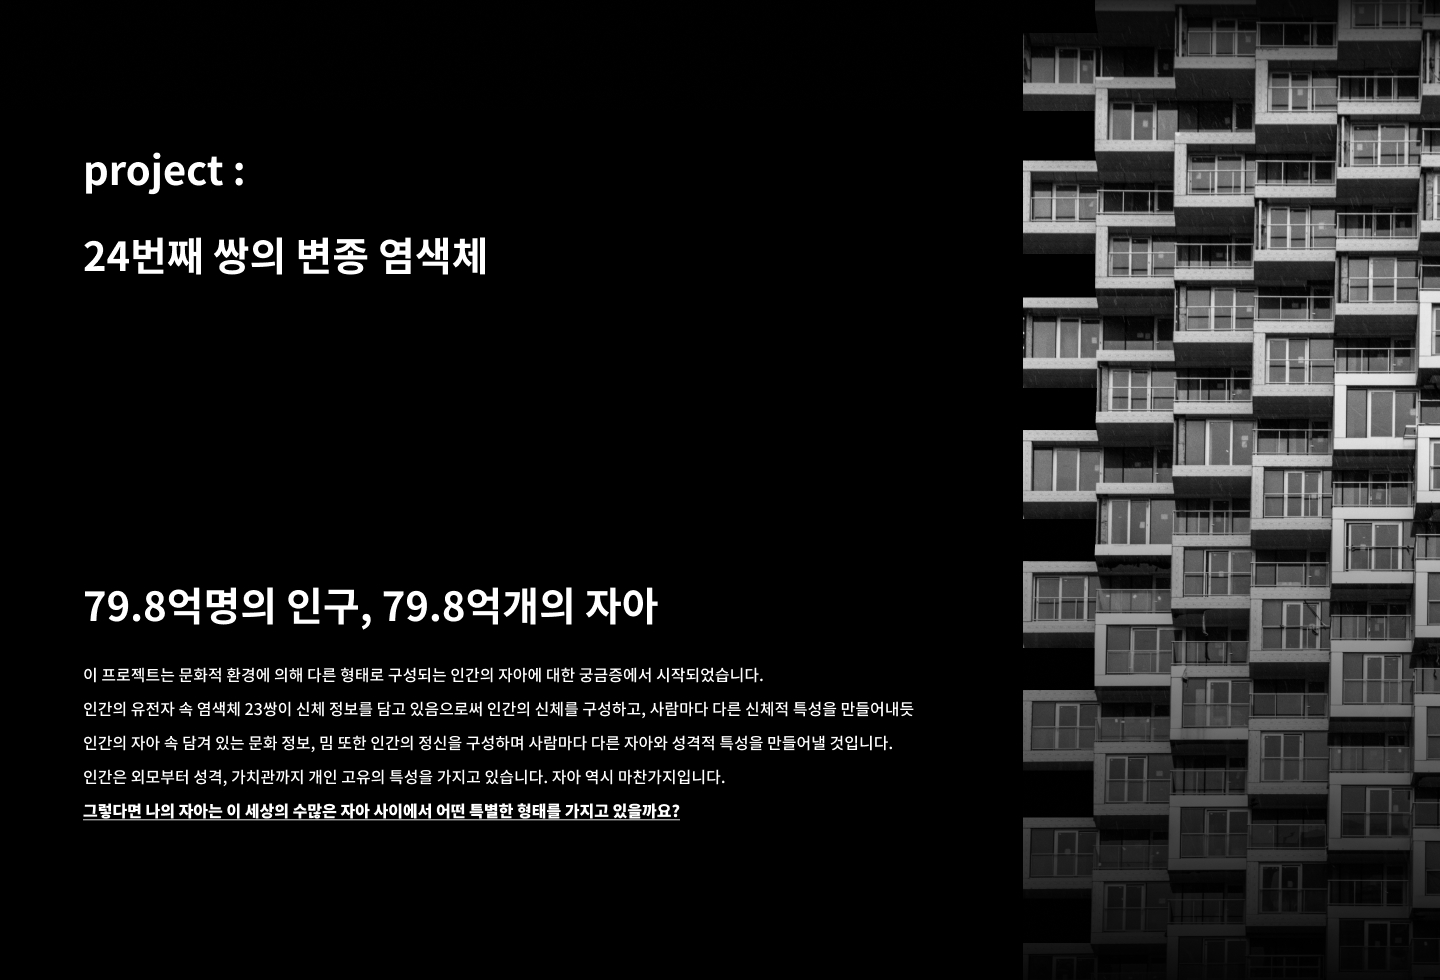 project :
24번째 쌍의 변종 염색체
79.8억명의 인구, 79.8억개의 자아
이 프로젝트는 문화적 환경에 의해 다른 형태로 구성되는 인간의 자아에 대한 궁금증에서 시작되었습니다.
인간의 유전자 속 염색체 23쌍이 신체 정보를 담고 있음으로써 인간의 신체를 구성하고, 사람마다 다른 신체적 특성을 만들어내듯
인간의 자아 속 담겨 있는 문화 정보, 밈 또한 인간의 정신을 구성하며 사람마다 다른 자아와 성격적 특성을 만들어낼 것입니다.
인간은 외모부터 성격, 가치관까지 개인 고유의 특성을 가지고 있습니다. 자아 역시 마찬가지입니다.
그렇다면 나의 자아는 이 세상의 수많은 자아 사이에서 어떤 특별한 형태를 가지고 있을까요?